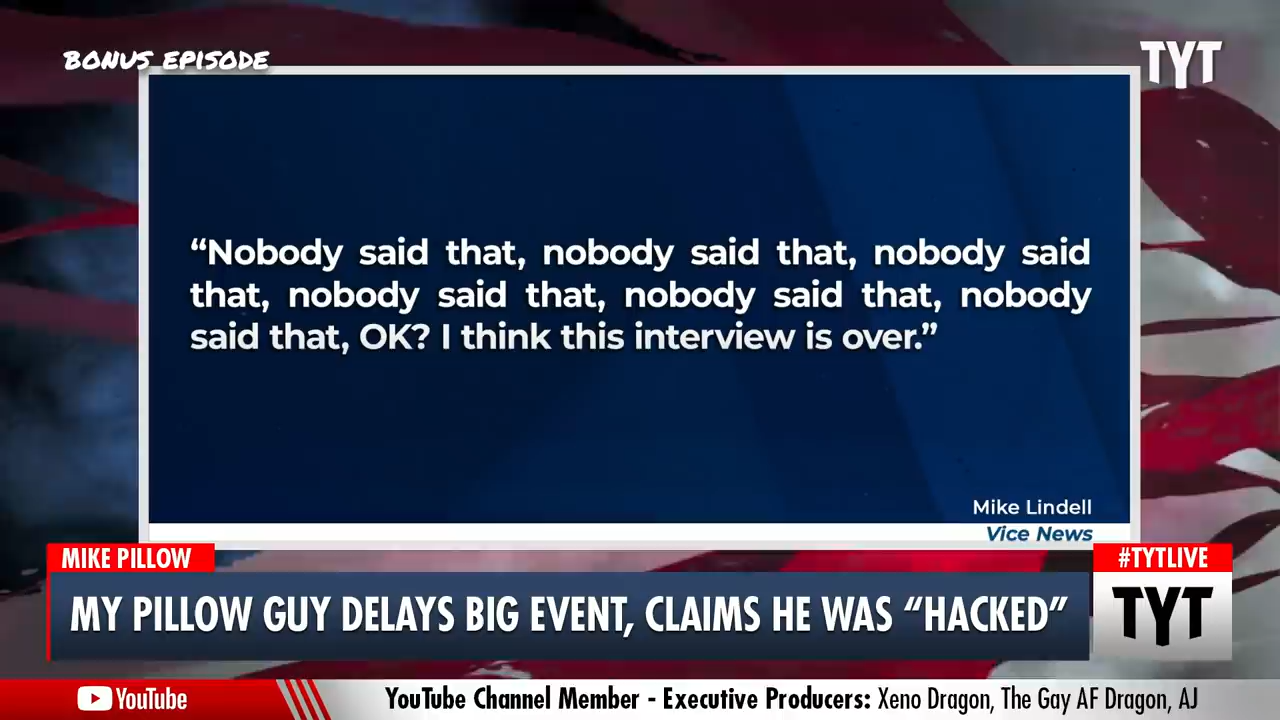 BONUS EPISODE
TYT
“Nobody said that, nobody said that, nobody said
that, nobody said that, nobody said that, nobody
said that, OK? I think this interview is over.”
Mike Lindell
Vice News
MIKE PILLOW
#TYTLIVE
MY PILLOW GUY DELAYS BIG EVENT, CLAIMS HE WAS “HACKED”
TYT
YouTube
YouTube Channel Member - Executive Producers: Xeno Dragon, The Gay AF Dragon, AJ